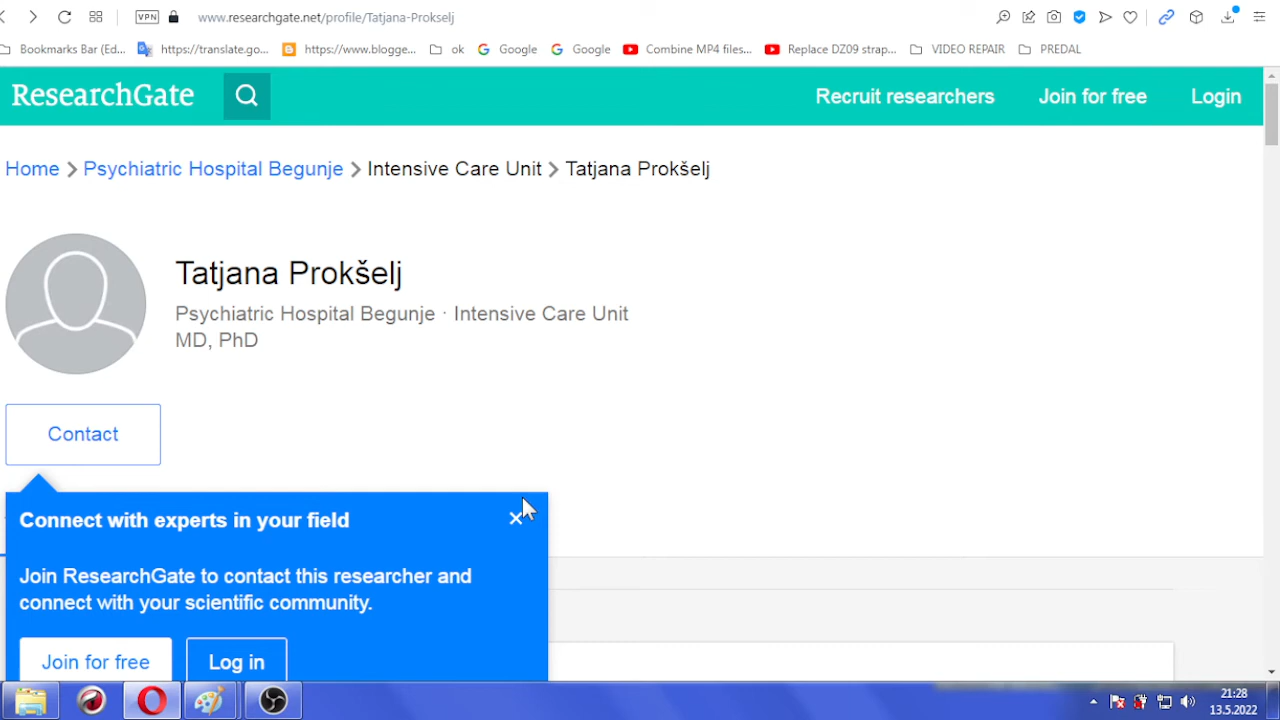 VPN
www.researchgate.net/profile/Tatjana-Prokselj
Bookmarks Bar (Ed... https://translate.go... https://www.blogge... ok Google Google Combine MP4 files... Replace DZ09 strap... VIDEO REPAIR PREDAL
ResearchGate Recruit researchers Join for free Login
Home Psychiatric Hospital Begunje Intensive Care Unit Tatjana Prokšelj
Tatjana Prokšelj
Psychiatric Hospital Begunje · Intensive Care Unit
MD, PhD
Contact
Connect with experts in your field
Join ResearchGate to contact this researcher and
connect with your scientific community.
Join for free Log in
21:28
13.5.2022